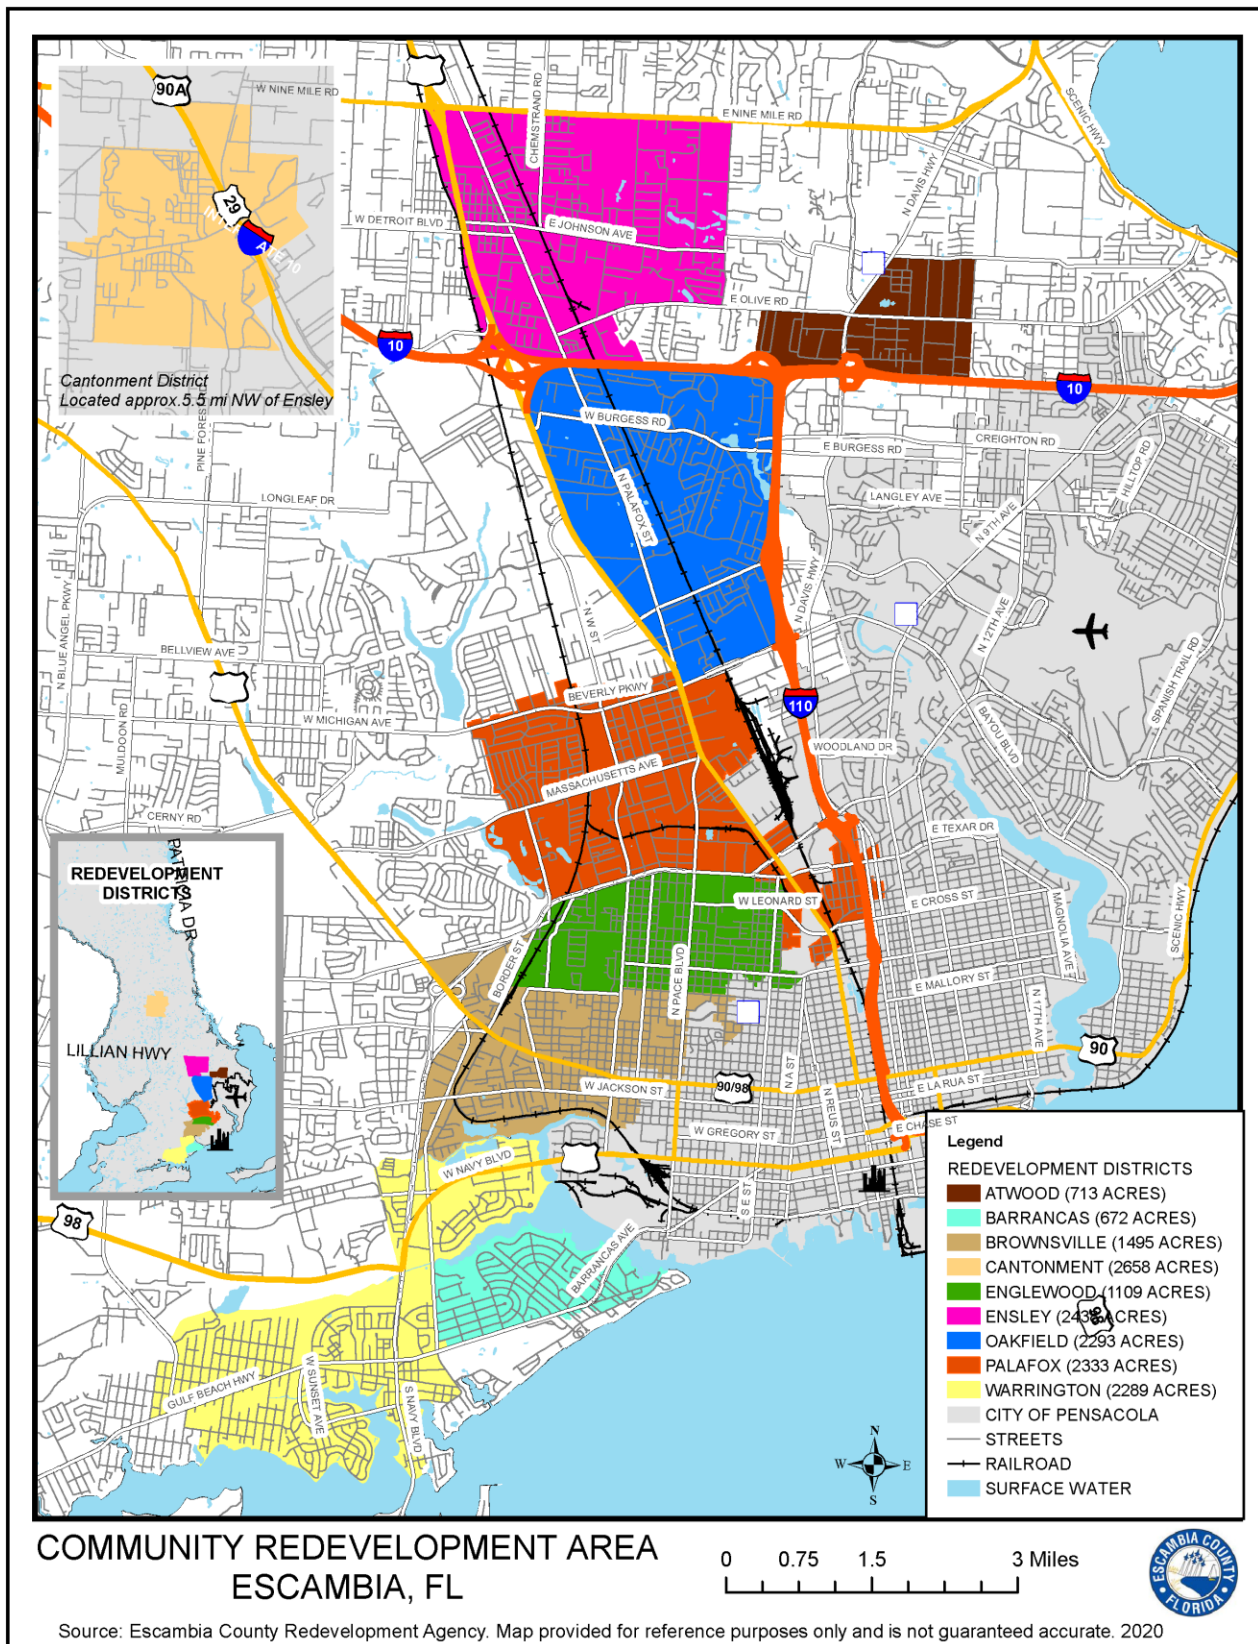 90A
W NINE MILE RD
29
Cantonment District
Located approx.5.5 mi NW of Ensley
CHEMSTRAND RD
E NINE MILE RD
SCENIC HWY
N DAVIS HWY
W DETROIT BLVD
E JOHNSON AVE
E OLIVE RD
10
10
W BURGESS RD
E BURGESS RD
CREIGHTON RD
HILLTOP RD
PINE FORES
N PALAFOX ST
LANGLEY AVE
N 9TH AVE
LONGLEAF DR
N BLUE ANGEL PKWY
N W ST
N DAVIS HWY
N 12TH AVE
BELLVIEW AVE
SPANISH TRAIL RD
BEVERLY PKWY
110
BAYOU BLVD
W MICHIGAN AVE
MULDOON RD
WOODLAND DR
MASSACHUSETTS AVE
CERNY RD
E TEXAR DR
PATRICIA DR
REDEVELOPMENT
DISTRICTS
W LEONARD ST
E CROSS ST
MAGNOLIA AVE
SCENIC HWY
BORDER ST
N PACE BLVD
E MALLORY ST
N 17TH AVE
LILLIAN HWY
90
W JACKSON ST
90/98
N A ST
N REUS ST
E LA RUA ST
W GREGORY ST
E CHASE ST
W NAVY BLVD
S E ST
98
BARRANCAS AVE
GULF BEACH HWY
W SUNSET AVE
S NAVY BLVD
N
W E
S
Legend
REDEVELOPMENT DISTRICTS
ATWOOD (713 ACRES)
BARRANCAS (672 ACRES)
BROWNSVILLE (1495 ACRES)
CANTONMENT (2658 ACRES)
ENGLEWOOD (1109 ACRES)
ENSLEY
98
OAKFIELD (2293 ACRES)
PALAFOX (2333 ACRES)
WARRINGTON (2289 ACRES)
CITY OF PENSACOLA
STREETS
RAILROAD
SURFACE WATER
COMMUNITY REDEVELOPMENT AREA
ESCAMBIA, FL
0 0.75 1.5 3 Miles
ESCAMBIA COUNTY
FLORIDA
Source: Escambia County Redevelopment Agency. Map provided for reference purposes only and is not guaranteed accurate. 2020